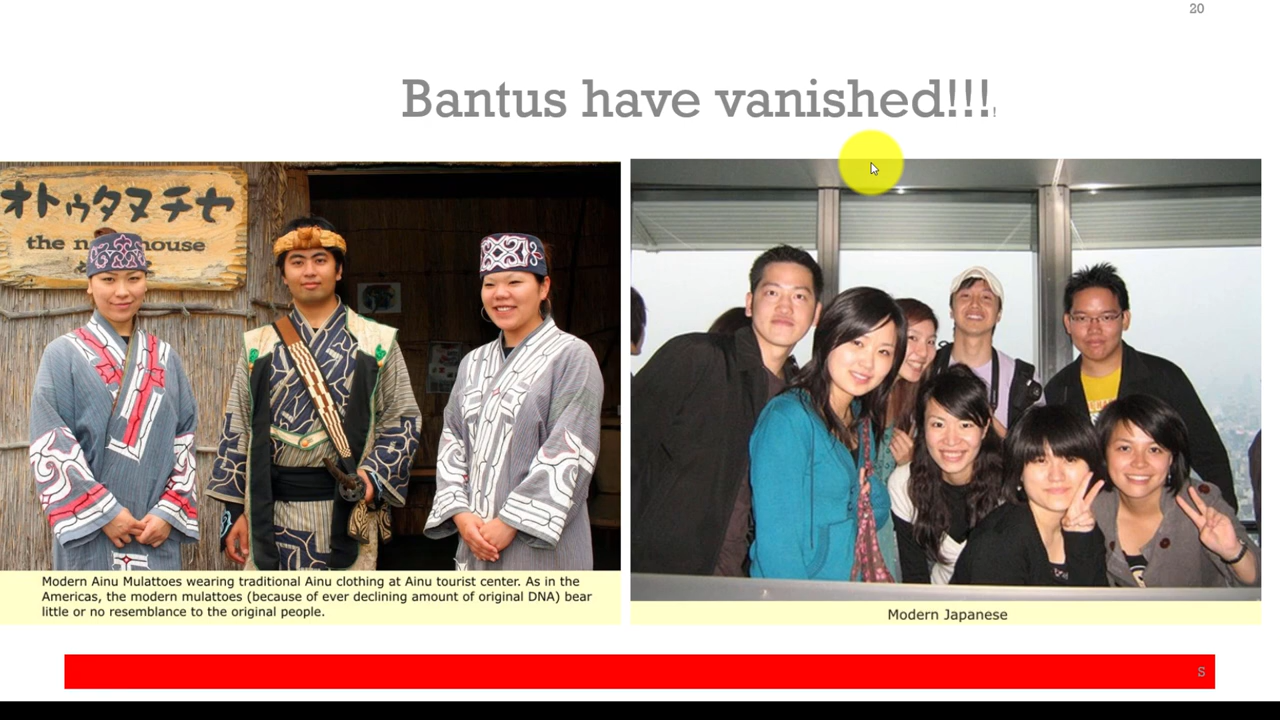 20
Bantus have vanished!!!!
オトゥタヌチセ
the n house
Modern Ainu Mulattoes wearing traditional Ainu clothing at Ainu tourist center. As in the
Americas, the modern mulattoes (because of ever declining amount of original DNA) bear
little or no resemblance to the original people.
Modern Japanese
S